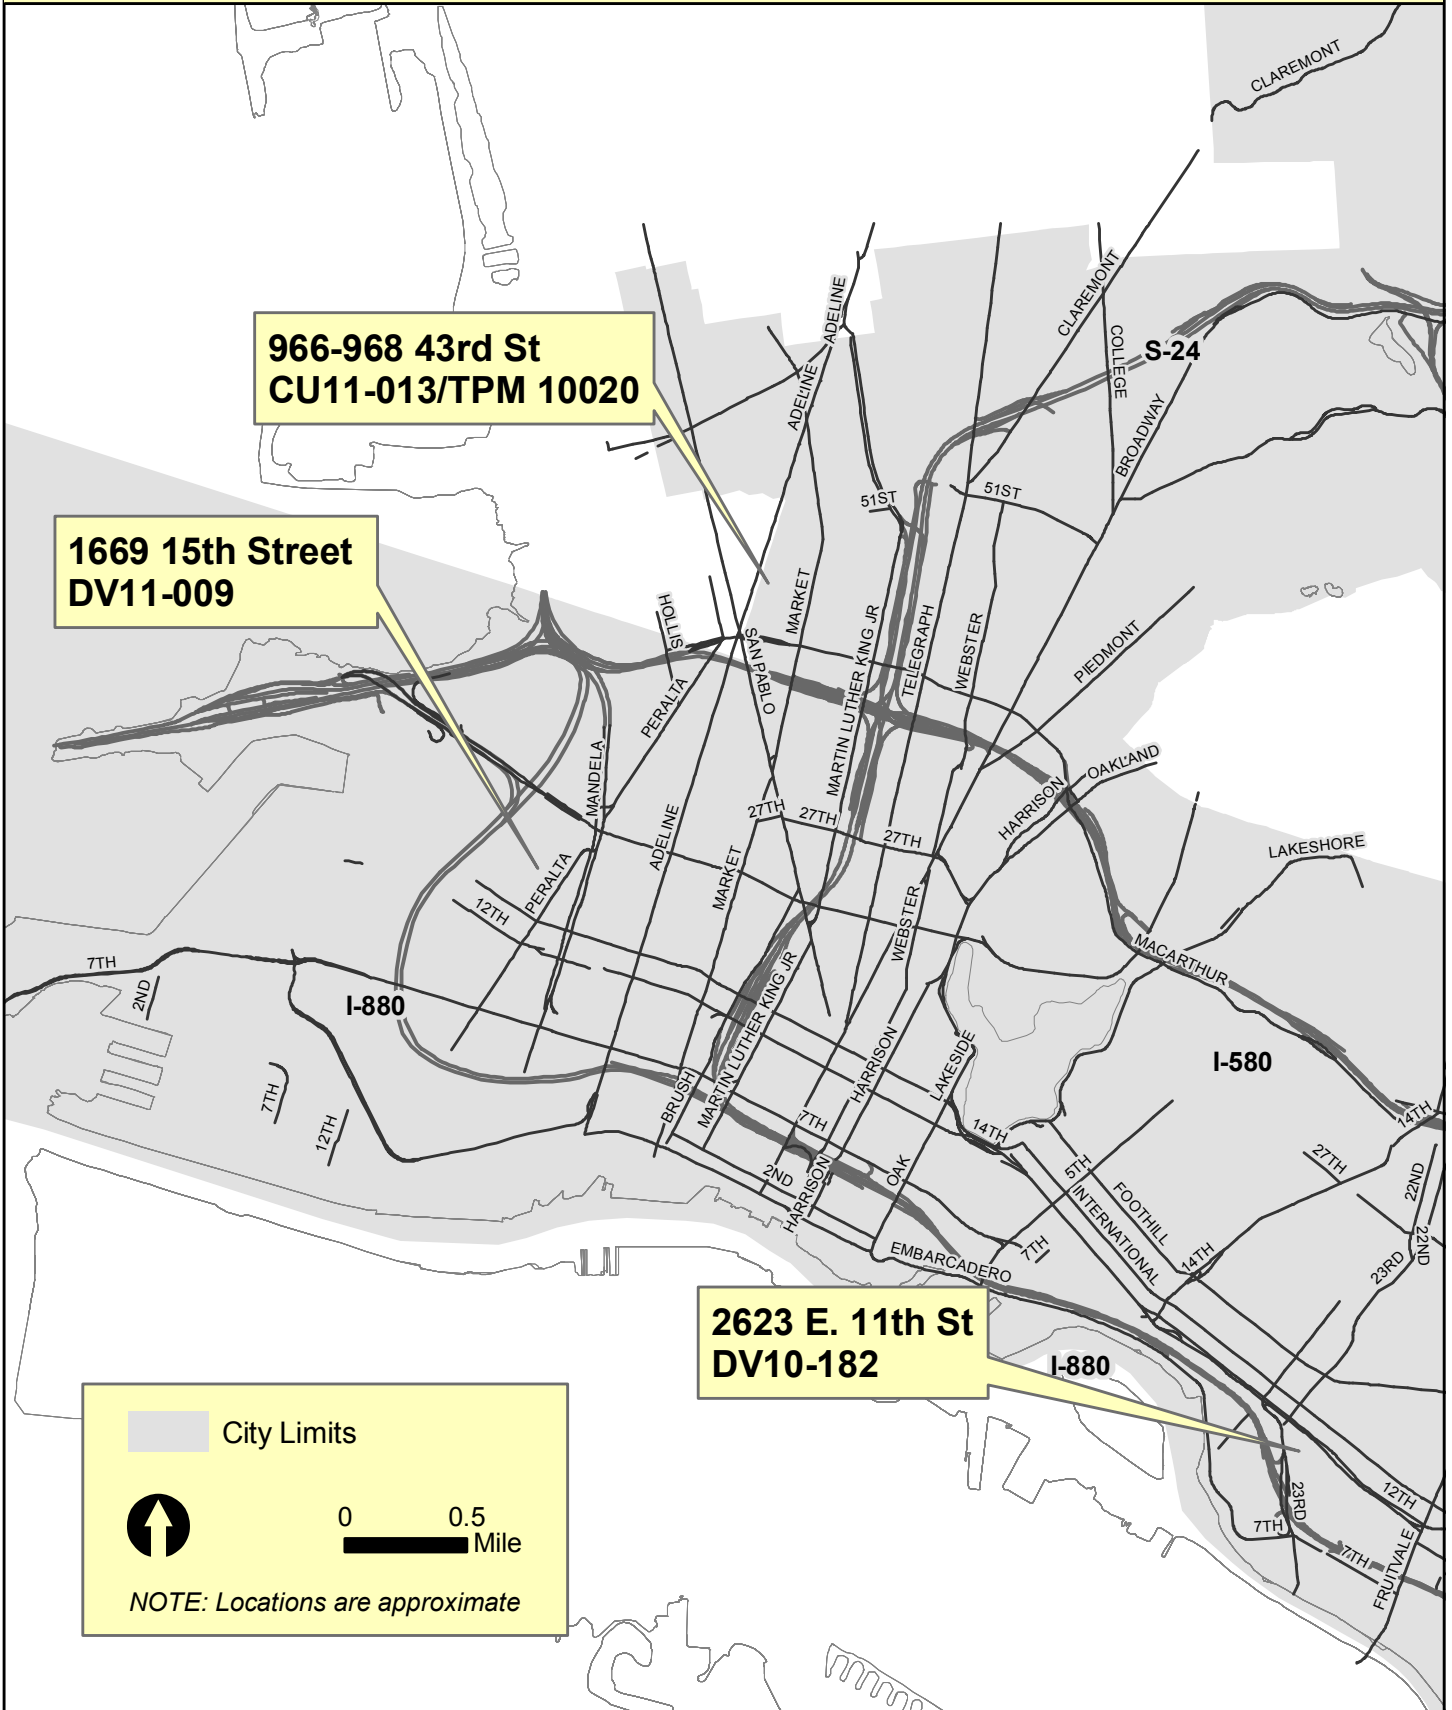 CLAREMONT
CLAREMONT
ADELINE
966-968 43rd St
CU11-013/TPM 10020
S-24
COLLEGE
ADELINE
BROADWAY
51ST
51ST
1669 15th Street
DV11-009
HOLLIS
MARKET
SAN PABLO
MARTIN LUTHER KING JR
TELEGRAPH
WEBSTER
PIEDMONT
PERALTA
MANDELA
OAKLAND
HARRISON
27TH
27TH
27TH
ADELINE
LAKESHORE
PERALTA
MARKET
12TH
WEBSTER
MACARTHUR
7TH
2ND
I-880
MARTIN LUTHER KING JR
HARRISON
LAKESIDE
I-580
7TH
12TH
BRUSH
7TH
14TH
14TH
2ND
HARRISON
OAK
5TH
FOOTHILL
INTERNATIONAL
27TH
22ND
22ND
EMBARCADERO
7TH
14TH
23RD
2623 E. 11th St
DV10-182
I-880
City Limits
0 0.5
Mile
NOTE: Locations are approximate
12TH
23RD
7TH
7TH
FRUITVALE